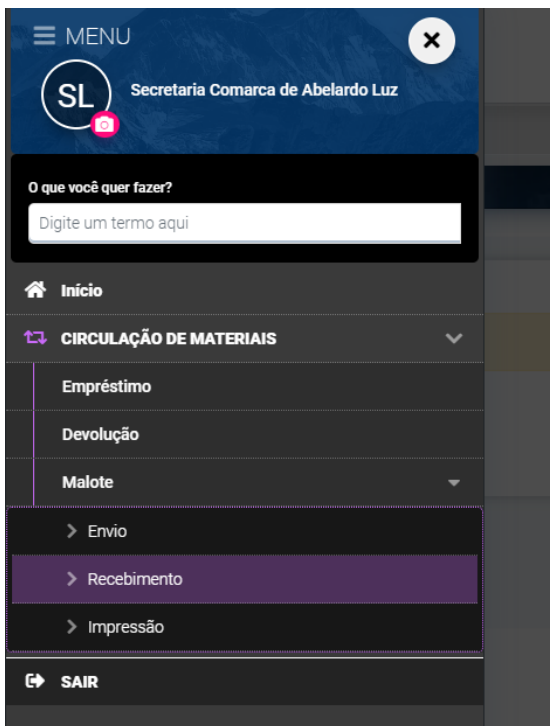 MENU
SL
Secretaria Comarca de Abelardo Luz
O que você quer fazer?
Digite um termo aqui
Início
CIRCULAÇÃO DE MATERIAIS
Empréstimo
Devolução
Malote
Envio
Recebimento
Impressão
SAIR